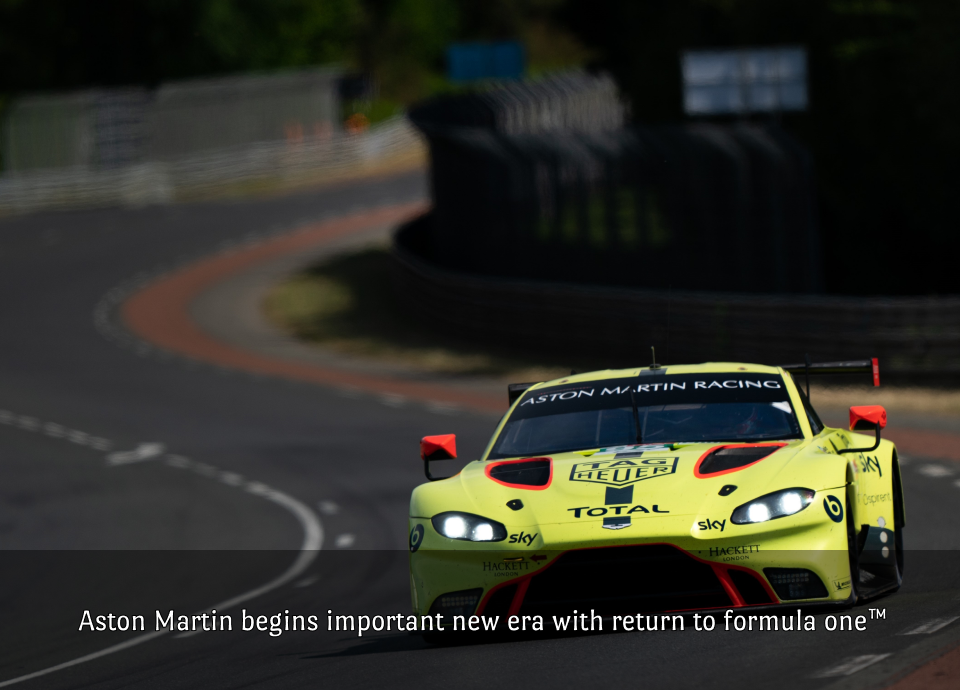 ASTON MARTIN RACING
TAG
HEUER
TOTAL
sky
sky
sky
HACKETT
LONDON
HACKETT
LONDON
Aston Martin begins important new era with return to formula one™